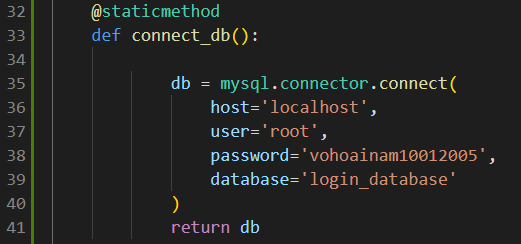 32 @staticmethod
33 def connect_db():
34
35 db = mysql.connector.connect(
36 host='localhost',
37 user='root',
38 password='vohoainam10012005',
39 database='login_database'
40 )
41 return db